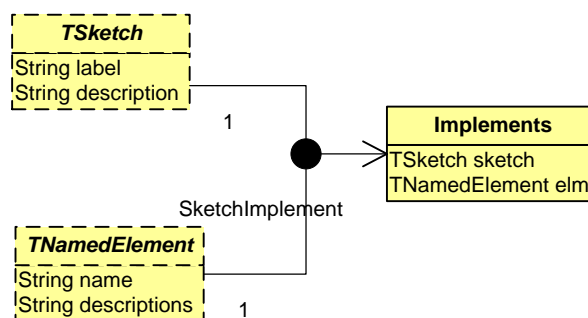 TSketch
String label
String description
1
Implements
TSketch sketch
TNamedElement elm
SketchImplement
TNamedElement
String name
String descriptions
1